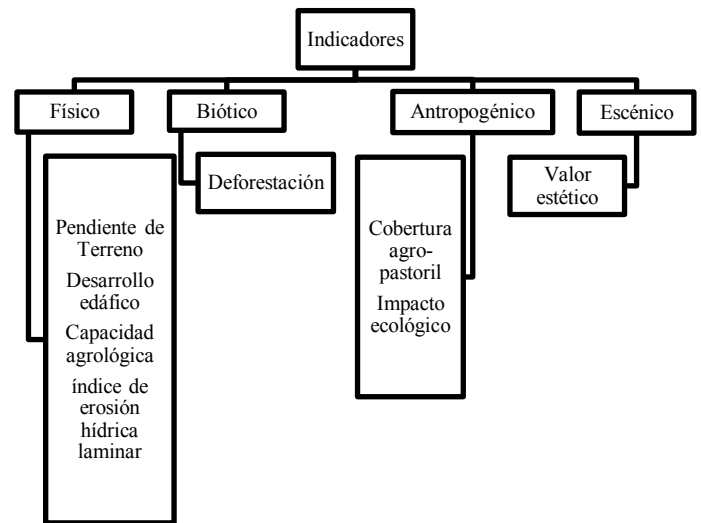 Indicadores
Físico
Biótico
Antropogénico
Escénico
Pendiente de
Terreno
Desarrollo
edáfico
Capacidad
agrológica
índice de
erosión
hídrica
laminar
Deforestación
Cobertura
agro-
pastoril
Impacto
ecológico
Valor
estético